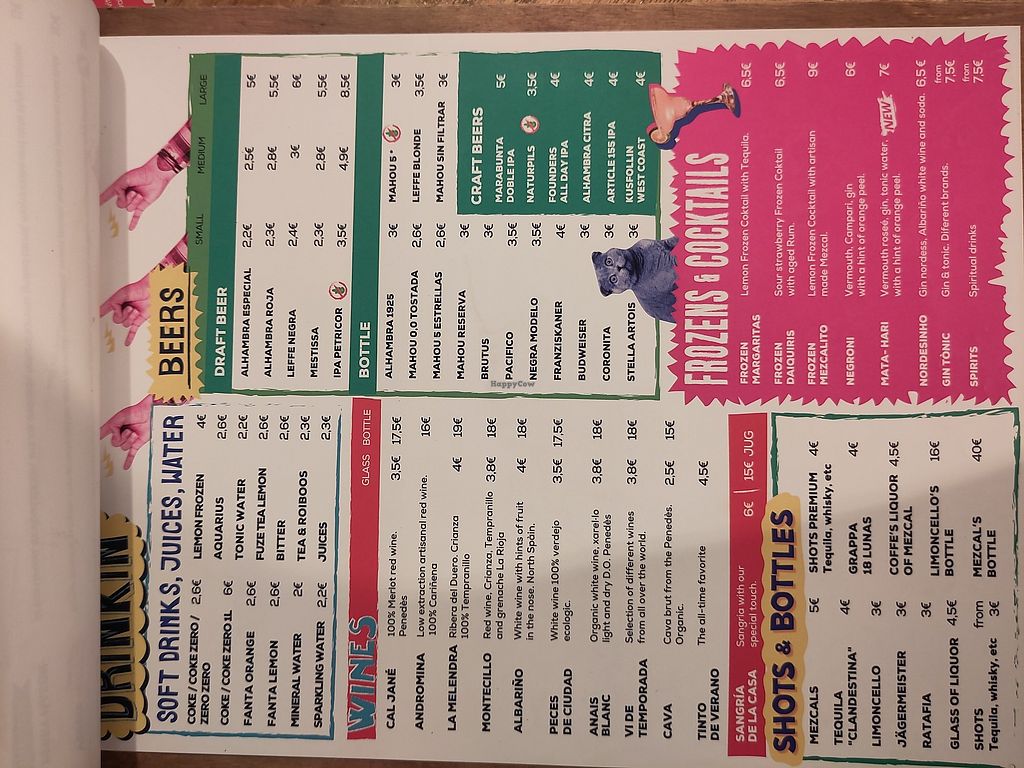 DRINKIN
SOFT DRINKS, JUICES, WATER
COKE / COKE ZERO / 2,6€
ZERO ZERO
COKE / COKE ZERO 1L 6€
FANTA ORANGE 2,6€
FANTA LEMON 2,6€
MINERAL WATER 2€
SPARKLING WATER 2,2€
LEMON FROZEN 4€
AQUARIUS 2,6€
TONIC WATER 2,2€
FUZE TEA LEMON 2,6€
BITTER 2,6€
TEA & ROIBOOS 2,3€
JUICES 2,3€
WINES
GLASS BOTTLE
CAL JANÉ 100% Merlot red wine. 3,5€ 17,5€
Penedès
ANDROMINA Low extraction artisanal red wine. 16€
100% Cariñena
LA MELENDRA Ribera del Duero. Crianza 4€ 19€
100% Tempranillo
MONTECILLO Red wine, Crianza, Tempranillo 3,8€ 18€
and grenache La Rioja
ALBARIÑO White wine with hints of fruit 4€ 18€
in the nose. North Spain.
PECES White wine 100% verdejo 3,5€ 17,5€
DE CIUDAD ecologic.
ANAIS Organic white wine, xarel·lo 3,8€ 18€
BLANC light and dry D.O. Penedès
VI DE Selection of different wines 3,8€ 18€
TEMPORADA from all over the world.
CAVA Cava brut from the Penedès. 2,5€ 15€
Organic.
TINTO The all-time favorite 4,5€
DE VERANO
SANGRÍA Sangria with our 6€ | 15€ JUG
DE LA CASA special touch.
SHOTS & BOTTLES
MEZCALS 5€
TEQUILA 4€
"CLANDESTINA"
LIMONCELLO 3€
JÄGERMEISTER 3€
RATAFIA 3€
GLASS OF LIQUOR 4,5€
SHOTS from
Tequila, whisky, etc 3€
SHOTS PREMIUM 4€
Tequila, whisky, etc
GRAPPA 4€
18 LUNAS
COFFE'S LIQUOR 4,5€
OF MEZCAL
LIMONCELLO'S 16€
BOTTLE
MEZCAL'S 40€
BOTTLE
BEERS
SMALL MEDIUM LARGE
DRAFT BEER
ALHAMBRA ESPECIAL 2,2€ 2,5€ 5€
ALHAMBRA ROJA 2,3€ 2,8€ 5,5€
LEFFE NEGRA 2,4€ 3€ 6€
MESTISSA 2,3€ 2,8€ 5,5€
IPA PETRICOR 3,5€ 4,9€ 8,5€
BOTTLE
ALHAMBRA 1925 3€
MAHOU 0,0 TOSTADA 2,6€
MAHOU 5 ESTRELLAS 2,6€
MAHOU RESERVA 3€
BRUTUS 3€
PACIFICO 3,5€
NEGRA MODELO 3,5€
FRANZISKANER 4€
BUDWEISER 3€
CORONITA 3€
STELLA ARTOIS 3€
MAHOU 5* 3€
LEFFE BLONDE 3,5€
MAHOU SIN FILTRAR 3€
CRAFT BEERS
MARABUNTA 5€
DOBLE IPA
NATURPILS 3,5€
FOUNDERS 4€
ALL DAY IPA
ALHAMBRA CITRA 4€
ARTICLE 155 IPA 4€
KUSFOLLIN 4€
WEST COAST
FROZENS & COCKTAILS
FROZEN Lemon Frozen Coktail with Tequila. 6,5€
MARGARITAS
FROZEN Sour strawberry Frozen Coktail 6,5€
DAIQUIRIS with aged Rum.
FROZEN Lemon Frozen Cocktail with artisan 9€
MEZCALITO made Mezcal.
NEGRONI Vermouth, Campari, gin 6€
with a hint of orange peel.
MATA-HARI Vermouth roseé, gin, tonic water, NEW 7€
with a hint of orange peel.
NORDESINHO Gin nordess, Albariño white wine and soda. 6,5€
GIN TÒNIC Gin & tonic. Diferent brands. from 7,5€
SPIRITS Spiritual drinks from 7,5€
HappyCow